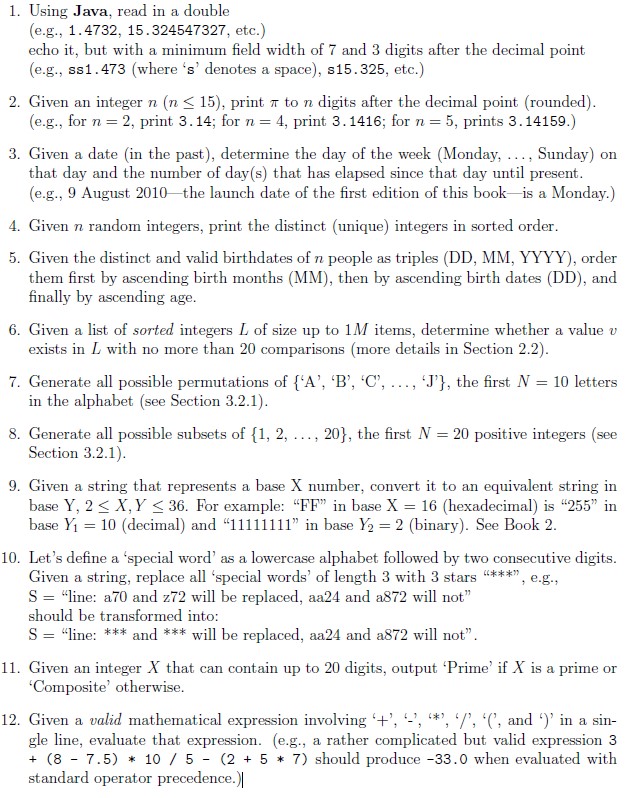 1. Using Java, read in a double
(e.g., 1.4732, 15.324547327, etc.)
echo it, but with a minimum field width of 7 and 3 digits after the decimal point
(e.g., ss1.473 (where ‘s’ denotes a space), s15.325, etc.)
2. Given an integer n (n ≤ 15), print π to n digits after the decimal point (rounded).
(e.g., for n = 2, print 3.14; for n = 4, print 3.1416; for n = 5, prints 3.14159.)
3. Given a date (in the past), determine the day of the week (Monday, ..., Sunday) on
that day and the number of day(s) that has elapsed since that day until present.
(e.g., 9 August 2010—the launch date of the first edition of this book—is a Monday.)
4. Given n random integers, print the distinct (unique) integers in sorted order.
5. Given the distinct and valid birthdates of n people as triples (DD, MM, YYYY), order
them first by ascending birth months (MM), then by ascending birth dates (DD), and
finally by ascending age.
6. Given a list of sorted integers L of size up to 1M items, determine whether a value v
exists in L with no more than 20 comparisons (more details in Section 2.2).
7. Generate all possible permutations of {‘A’, ‘B’, ‘C’, ..., ‘J’}, the first N = 10 letters
in the alphabet (see Section 3.2.1).
8. Generate all possible subsets of {1, 2, ..., 20}, the first N = 20 positive integers (see
Section 3.2.1).
9. Given a string that represents a base X number, convert it to an equivalent string in
base Y, 2 ≤ X, Y ≤ 36. For example: “FF” in base X = 16 (hexadecimal) is “255” in
base Y₁ = 10 (decimal) and “11111111” in base Y₂ = 2 (binary). See Book 2.
10. Let’s define a ‘special word’ as a lowercase alphabet followed by two consecutive digits.
Given a string, replace all ‘special words’ of length 3 with 3 stars “***”, e.g.,
S = “line: a70 and z72 will be replaced, aa24 and a872 will not”
should be transformed into:
S = “line: *** and *** will be replaced, aa24 and a872 will not”.
11. Given an integer X that can contain up to 20 digits, output ‘Prime’ if X is a prime or
‘Composite’ otherwise.
12. Given a valid mathematical expression involving ‘+’, ‘-’, ‘*’, ‘/’, ‘(’, and ‘)’ in a sin-
gle line, evaluate that expression. (e.g., a rather complicated but valid expression 3
+ (8 - 7.5) * 10 / 5 - (2 + 5 * 7) should produce -33.0 when evaluated with
standard operator precedence.)